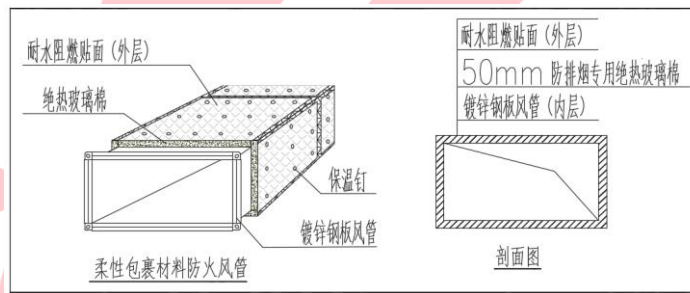 耐水阻燃贴面（外层）
绝热玻璃棉
保温钉
镀锌钢板风管
柔性包裹材料防火风管
耐水阻燃贴面（外层）
50mm 防排烟专用绝热玻璃棉
镀锌钢板风管（内层）
剖面图